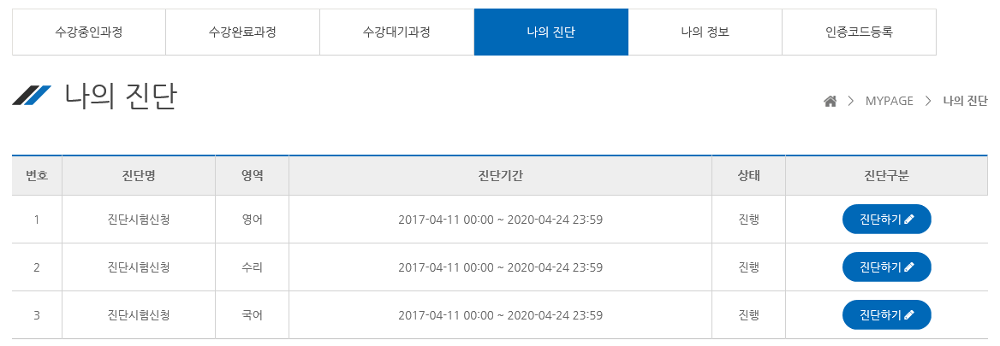 수강중인과정 수강완료과정 수강대기과정 나의 진단 나의 정보 인증코드등록
나의 진단
> MYPAGE > 나의 진단
번호 진단명 영역 진단기간 상태 진단구분
1 진단시험신청 영어 2017-04-11 00:00 ~ 2020-04-24 23:59 진행 진단하기
2 진단시험신청 수리 2017-04-11 00:00 ~ 2020-04-24 23:59 진행 진단하기
3 진단시험신청 국어 2017-04-11 00:00 ~ 2020-04-24 23:59 진행 진단하기